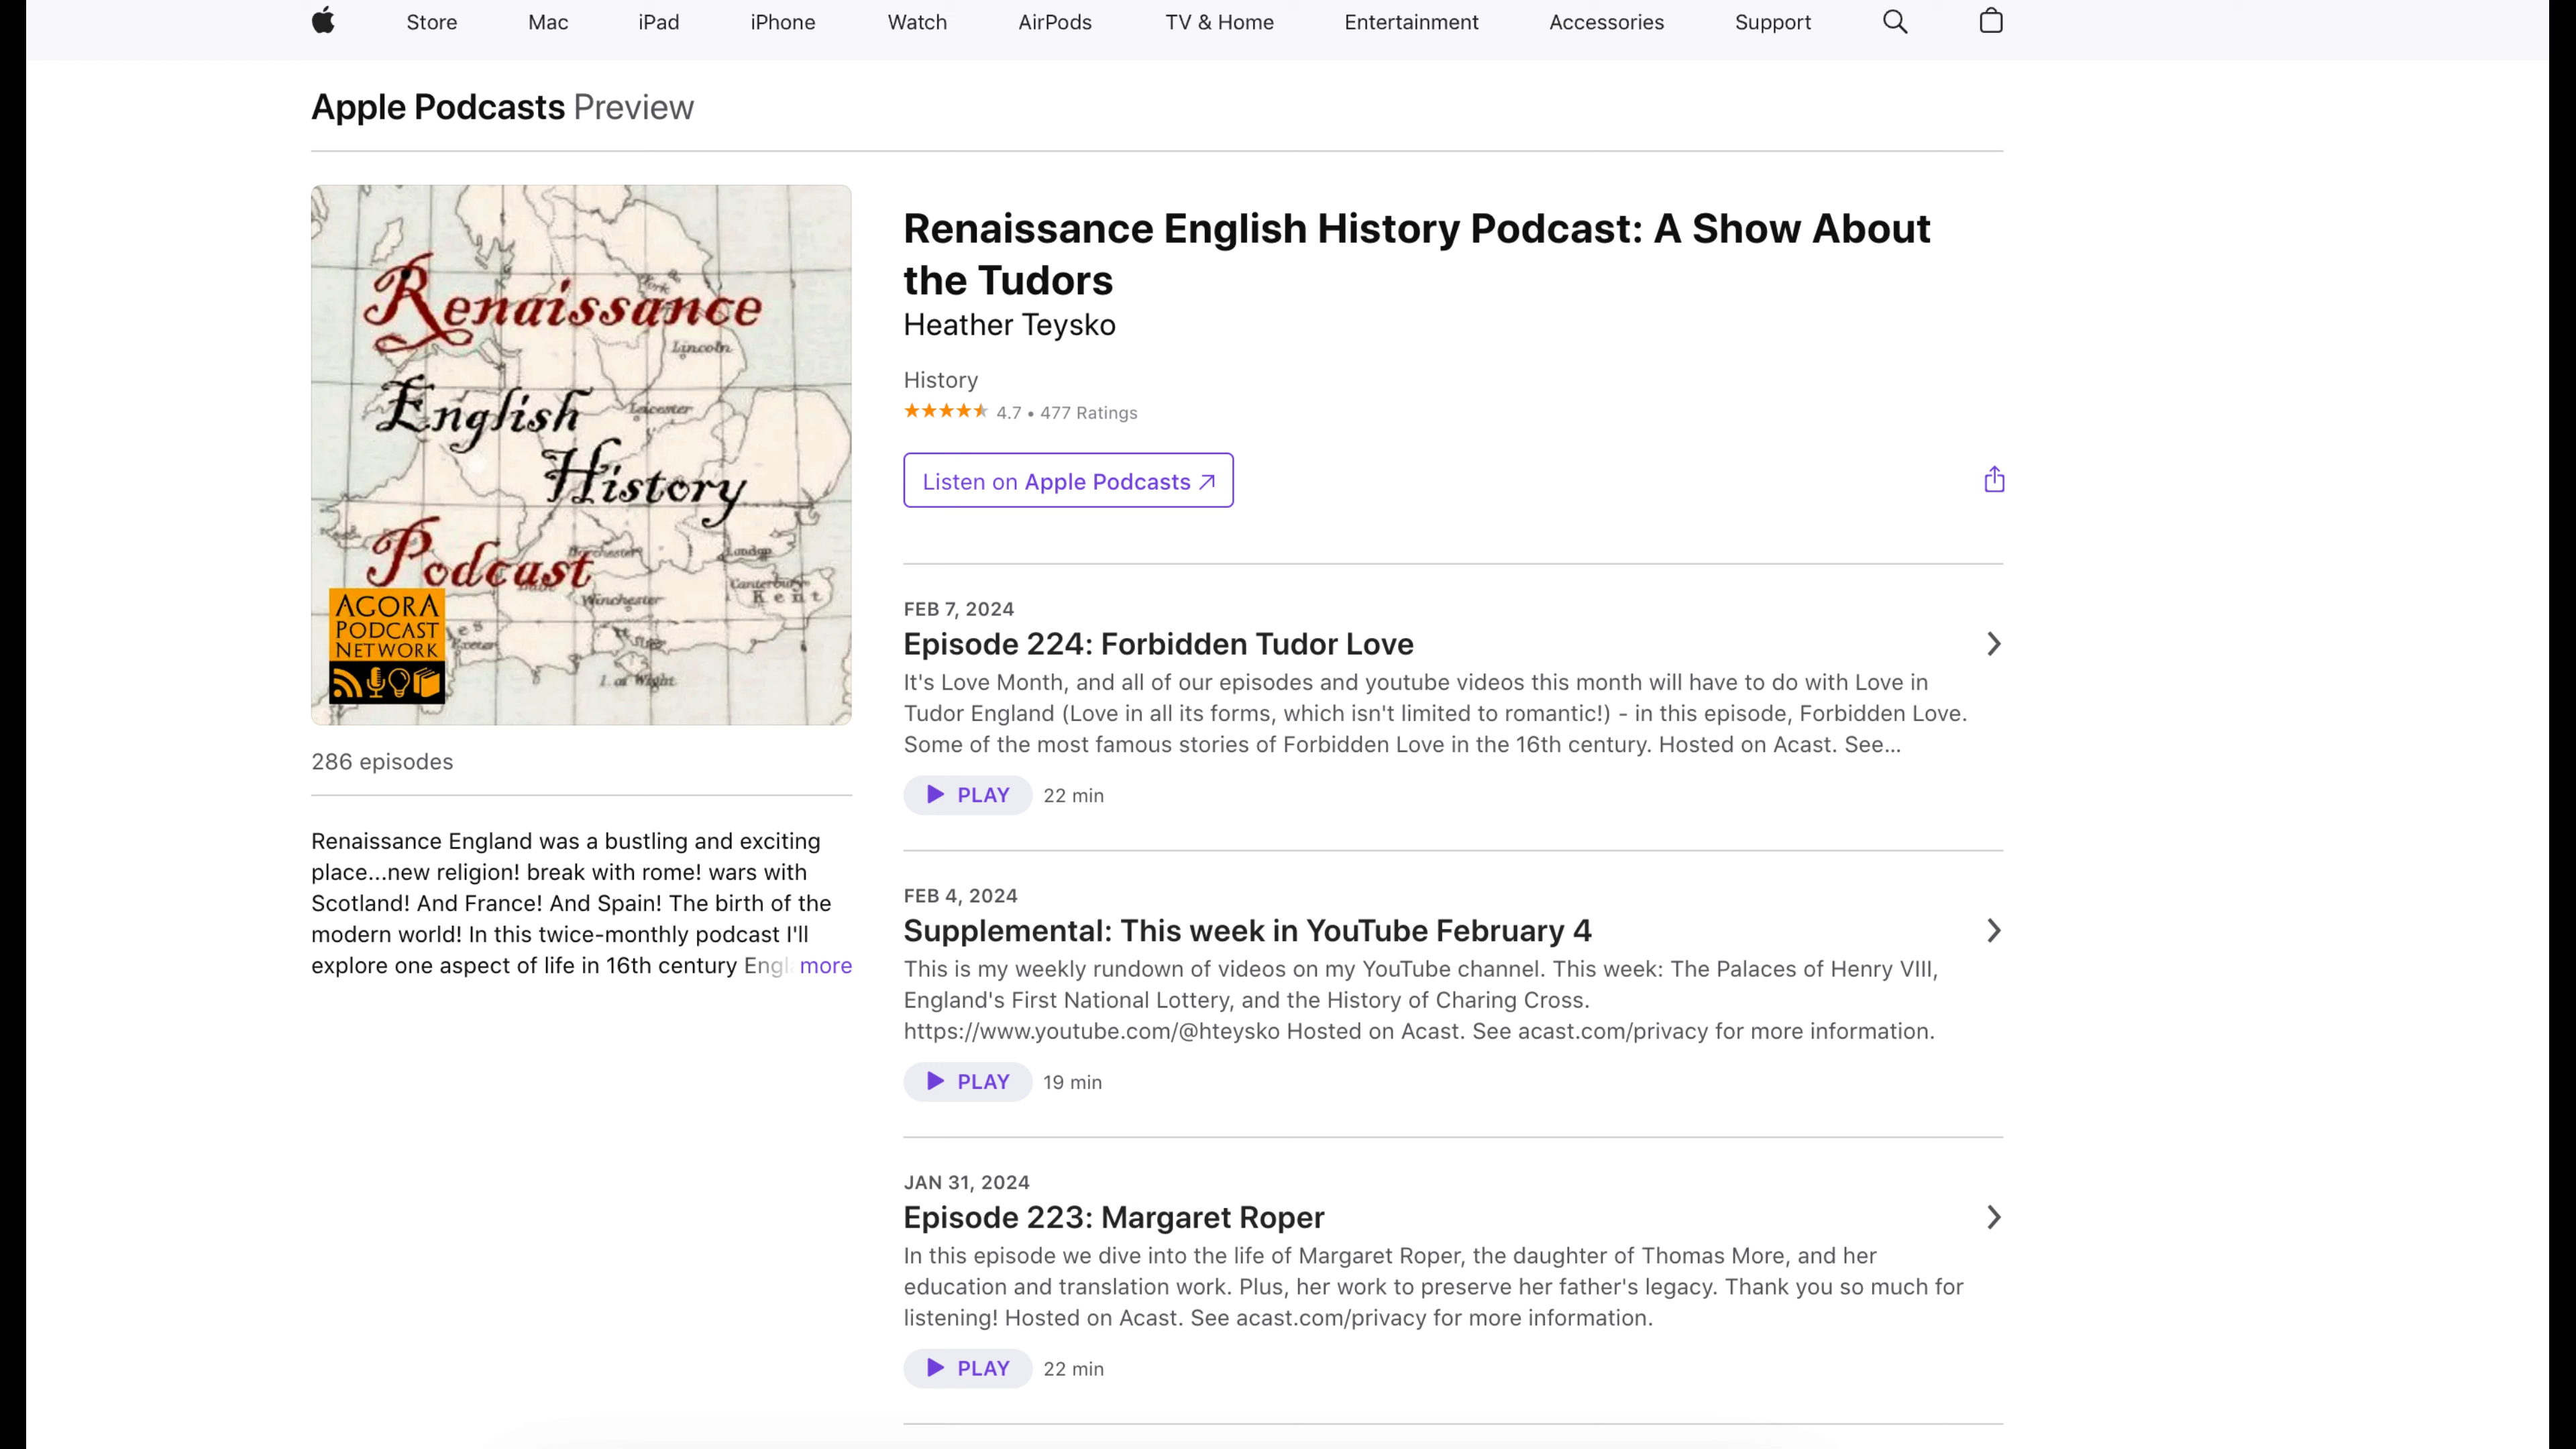 Store Mac iPad iPhone Watch AirPods TV & Home Entertainment Accessories Support
Apple Podcasts Preview
Renaissance
English
History
Podcast
Lincoln
Leicester
London
Canterbury
Kent
Winchester
Exeter
I. of Wight
AGORA
PODCAST
NETWORK
286 episodes
Renaissance England was a bustling and exciting
place...new religion! break with rome! wars with
Scotland! And France! And Spain! The birth of the
modern world! In this twice-monthly podcast I'll
explore one aspect of life in 16th century Engl more
Renaissance English History Podcast: A Show About
the Tudors
Heather Teysko
History
4.7 • 477 Ratings
Listen on Apple Podcasts
FEB 7, 2024
Episode 224: Forbidden Tudor Love
It's Love Month, and all of our episodes and youtube videos this month will have to do with Love in
Tudor England (Love in all its forms, which isn't limited to romantic!) - in this episode, Forbidden Love.
Some of the most famous stories of Forbidden Love in the 16th century. Hosted on Acast. See...
PLAY 22 min
FEB 4, 2024
Supplemental: This week in YouTube February 4
This is my weekly rundown of videos on my YouTube channel. This week: The Palaces of Henry VIII,
England's First National Lottery, and the History of Charing Cross.
https://www.youtube.com/@hteysko Hosted on Acast. See acast.com/privacy for more information.
PLAY 19 min
JAN 31, 2024
Episode 223: Margaret Roper
In this episode we dive into the life of Margaret Roper, the daughter of Thomas More, and her
education and translation work. Plus, her work to preserve her father's legacy. Thank you so much for
listening! Hosted on Acast. See acast.com/privacy for more information.
PLAY 22 min